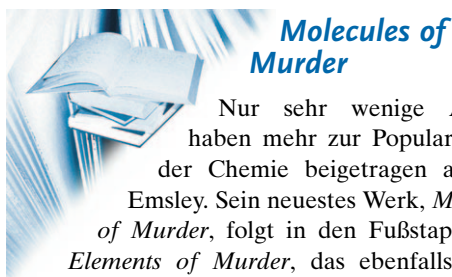 Molecules of
Murder
Nur sehr wenige
haben mehr zur Popular
der Chemie beigetragen a
Emsley. Sein neuestes Werk, M
of Murder, folgt in den Fußstap
Elements of Murder, das ebenfalls